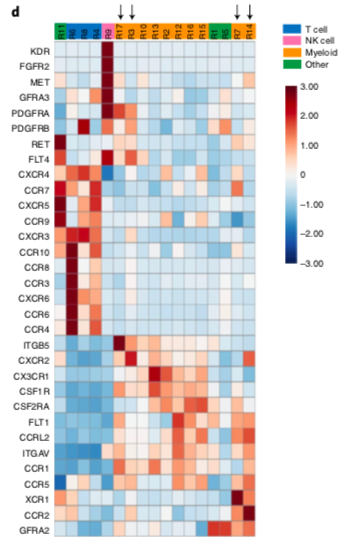 d
R11 R6 R8 R4 R9 R17 R3 R10 R13 R2 R12 R16 R15 R1 R5 R7 R14
T cell
NK cell
Myeloid
Other
KDR
FGFR2
MET
GFRA3
PDGFRA
PDGFRB
RET
FLT4
CXCR4
CCR7
CXCR5
CCR9
CXCR3
CCR10
CCR8
CCR3
CXCR6
CCR6
CCR4
ITGB5
CXCR2
CX3CR1
CSF1R
CSF2RA
FLT1
CCRL2
ITGAV
CCR1
CCR5
XCR1
CCR2
GFRA2
3.00
2.00
1.00
0
–1.00
–2.00
–3.00